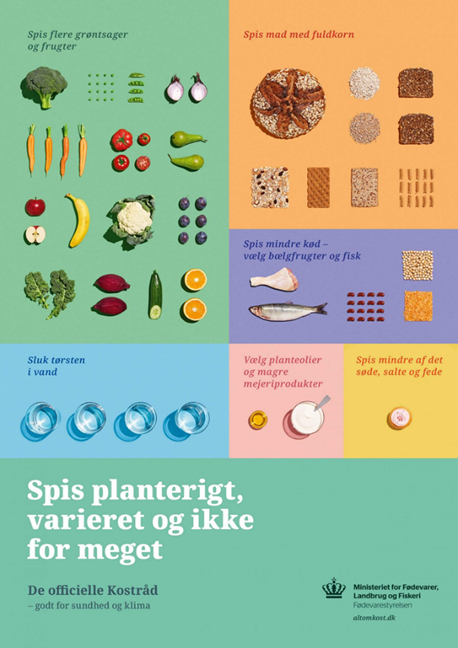 Spis flere grøntsager
og frugter
Spis mad med fuldkorn
Spis mindre kød –
vælg bælgfrugter og fisk
Sluk tørsten
i vand
Vælg planteolier
og magre
mejeriprodukter
Spis mindre af det
søde, salte og fede
Spis planterigt,
varieret og ikke
for meget
De officielle Kostråd
– godt for sundhed og klima
Ministeriet for Fødevarer,
Landbrug og Fiskeri
Fødevarestyrelsen
altomkost.dk